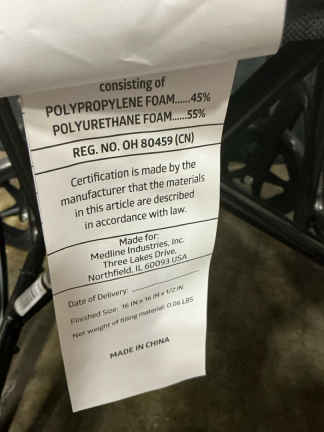 consisting of
POLYPROPYLENE FOAM......45%
POLYURETHANE FOAM......55%
REG. NO. OH 80459 (CN)
Certification is made by the
manufacturer that the materials
in this article are described
in accordance with law.
Made for:
Medline Industries, Inc.
Three Lakes Drive,
Northfield, IL 60093 USA
Date of Delivery:
Finished Size: 16 IN x 16 IN x 1/2 IN
Net weight of filling material: 0.06 LBS
MADE IN CHINA